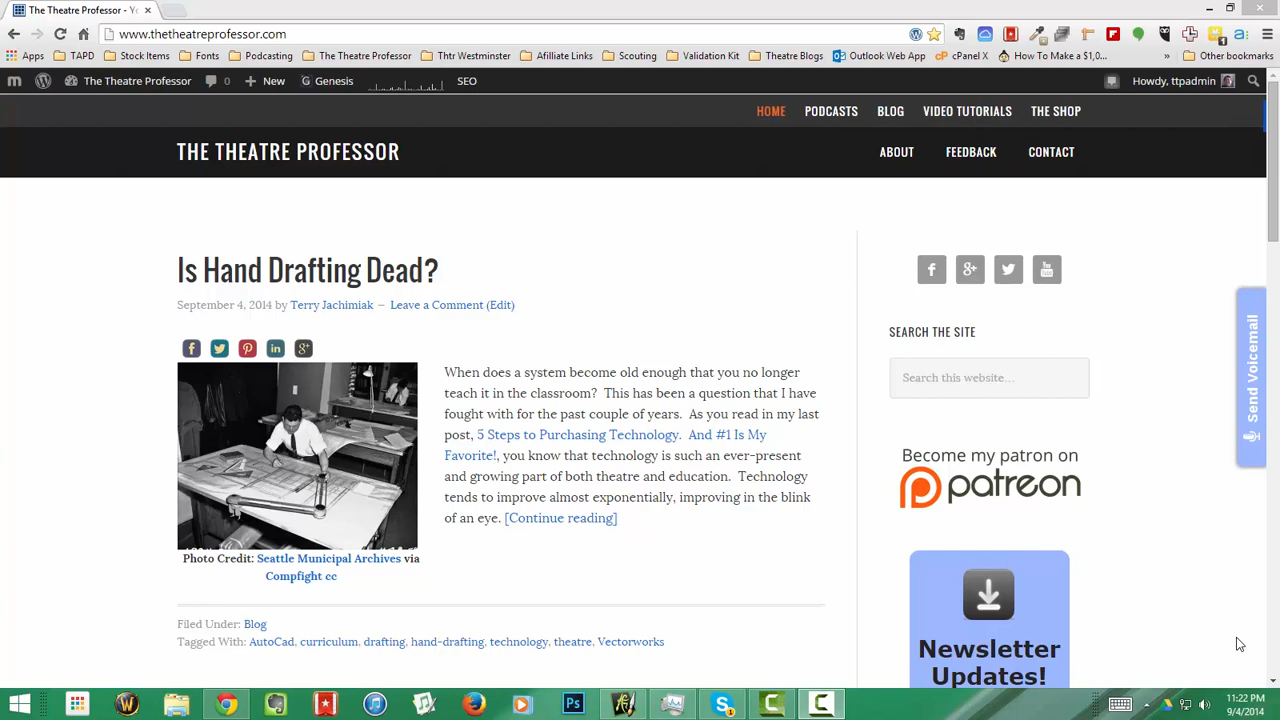 The Theatre Professor - Yo
www.thetheatreprofessor.com
Apps TAPD Stock Items Fonts Podcasting The Theatre Professor Thtr Westminster Afilliate Links Scouting Validation Kit Theatre Blogs Outlook Web App cPanel X How To Make a $1,0... » Other bookmarks
The Theatre Professor 0 New Genesis SEO Howdy, ttpadmin
HOME PODCASTS BLOG VIDEO TUTORIALS THE SHOP
THE THEATRE PROFESSOR
ABOUT FEEDBACK CONTACT
Is Hand Drafting Dead?
September 4, 2014 by Terry Jachimiak — Leave a Comment (Edit)
When does a system become old enough that you no longer
teach it in the classroom? This has been a question that I have
fought with for the past couple of years. As you read in my last
post, 5 Steps to Purchasing Technology. And #1 Is My
Favorite!, you know that technology is such an ever-present
and growing part of both theatre and education. Technology
tends to improve almost exponentially, improving in the blink
of an eye. [Continue reading]
Photo Credit: Seattle Municipal Archives via
Compfight cc
Filed Under: Blog
Tagged With: AutoCad, curriculum, drafting, hand-drafting, technology, theatre, Vectorworks
SEARCH THE SITE
Search this website...
Become my patron on
patreon
Newsletter
Updates!
Send Voicemail
11:22 PM
9/4/2014